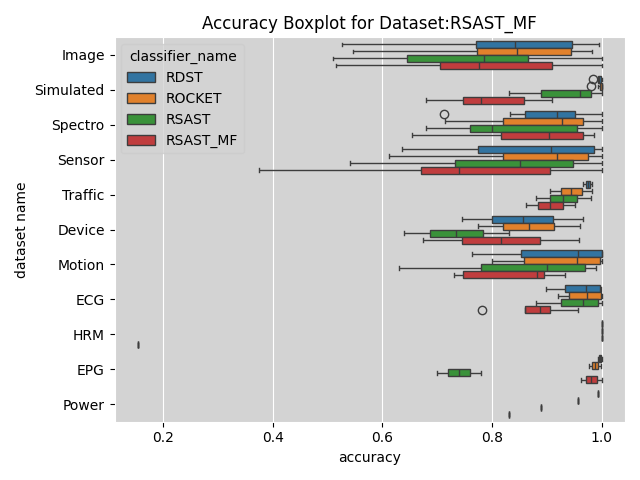 Accuracy Boxplot for Dataset:RSAST_MF
classifier_name
RDST
ROCKET
RSAST
RSAST_MF
dataset name
Image
Simulated
Spectro
Sensor
Traffic
Device
Motion
ECG
HRM
EPG
Power
0.2 0.4 0.6 0.8 1.0
accuracy